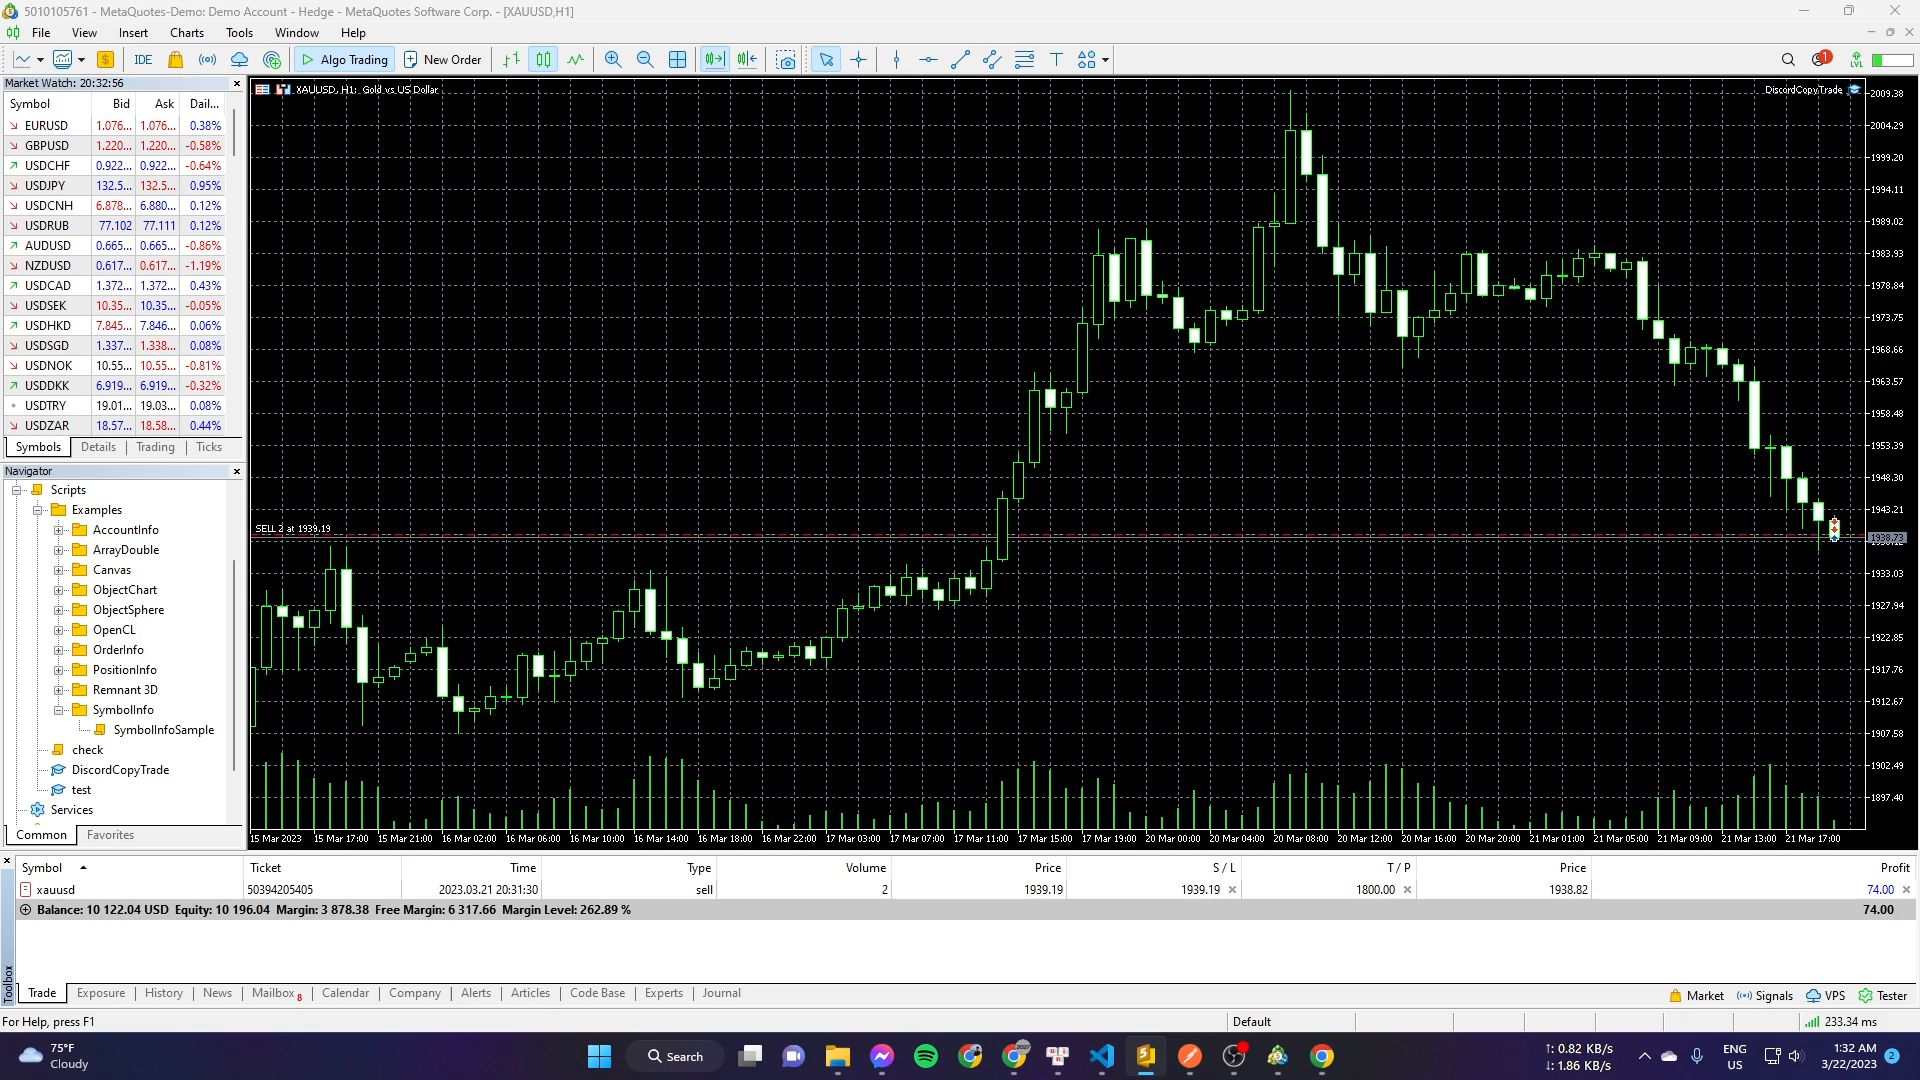 5010105761 - MetaQuotes-Demo: Demo Account - Hedge - MetaQuotes Software Corp. - [XAUUSD,H1]
File View Insert Charts Tools Window Help
IDE Algo Trading New Order 1 LVL
Market Watch: 20:32:56
Symbol Bid Ask Dail...
EURUSD 1.076... 1.076... 0.38%
GBPUSD 1.220... 1.220... -0.58%
USDCHF 0.922... 0.922... -0.64%
USDJPY 132.5... 132.5... 0.95%
USDCNH 6.878... 6.880... 0.12%
USDRUB 77.102 77.111 0.12%
AUDUSD 0.665... 0.665... -0.86%
NZDUSD 0.617... 0.617... -1.19%
USDCAD 1.372... 1.372... 0.43%
USDSEK 10.35... 10.35... -0.05%
USDHKD 7.845... 7.846... 0.06%
USDSGD 1.337... 1.338... 0.08%
USDNOK 10.55... 10.55... -0.81%
USDDKK 6.919... 6.919... -0.32%
USDTRY 19.01... 19.03... 0.08%
USDZAR 18.57... 18.58... 0.44%
Symbols Details Trading Ticks
Navigator
Scripts
Examples
AccountInfo
ArrayDouble
Canvas
ObjectChart
ObjectSphere
OpenCL
OrderInfo
PositionInfo
Remnant 3D
SymbolInfo
SymbolInfoSample
check
DiscordCopyTrade
test
Services
Common Favorites
XAUUSD, H1: Gold vs US Dollar
DiscordCopyTrade
SELL 2 at 1939.19
2009.38
2004.29
1999.20
1994.11
1989.02
1983.93
1978.84
1973.75
1968.66
1963.57
1958.48
1953.39
1948.30
1943.21
1938.73
1933.03
1927.94
1922.85
1917.76
1912.67
1907.58
1902.49
1897.40
15 Mar 2023 15 Mar 17:00 15 Mar 21:00 16 Mar 02:00 16 Mar 06:00 16 Mar 10:00 16 Mar 14:00 16 Mar 18:00 16 Mar 22:00 17 Mar 03:00 17 Mar 07:00 17 Mar 11:00 17 Mar 15:00 17 Mar 19:00 20 Mar 00:00 20 Mar 04:00 20 Mar 08:00 20 Mar 12:00 20 Mar 16:00 20 Mar 20:00 21 Mar 01:00 21 Mar 05:00 21 Mar 09:00 21 Mar 13:00 21 Mar 17:00
Symbol Ticket Time Type Volume Price S / L T / P Price Profit
xauusd 50394205405 2023.03.21 20:31:30 sell 2 1939.19 1939.19 1800.00 1938.82 74.00
Balance: 10 122.04 USD Equity: 10 196.04 Margin: 3 878.38 Free Margin: 6 317.66 Margin Level: 262.89 % 74.00
Toolbox
Trade Exposure History News Mailbox 8 Calendar Company Alerts Articles Code Base Experts Journal
Market Signals VPS Tester
For Help, press F1 Default 233.34 ms
75°F
Cloudy
Search
0.82 KB/s
1.86 KB/s
ENG
US
1:32 AM
3/22/2023
2